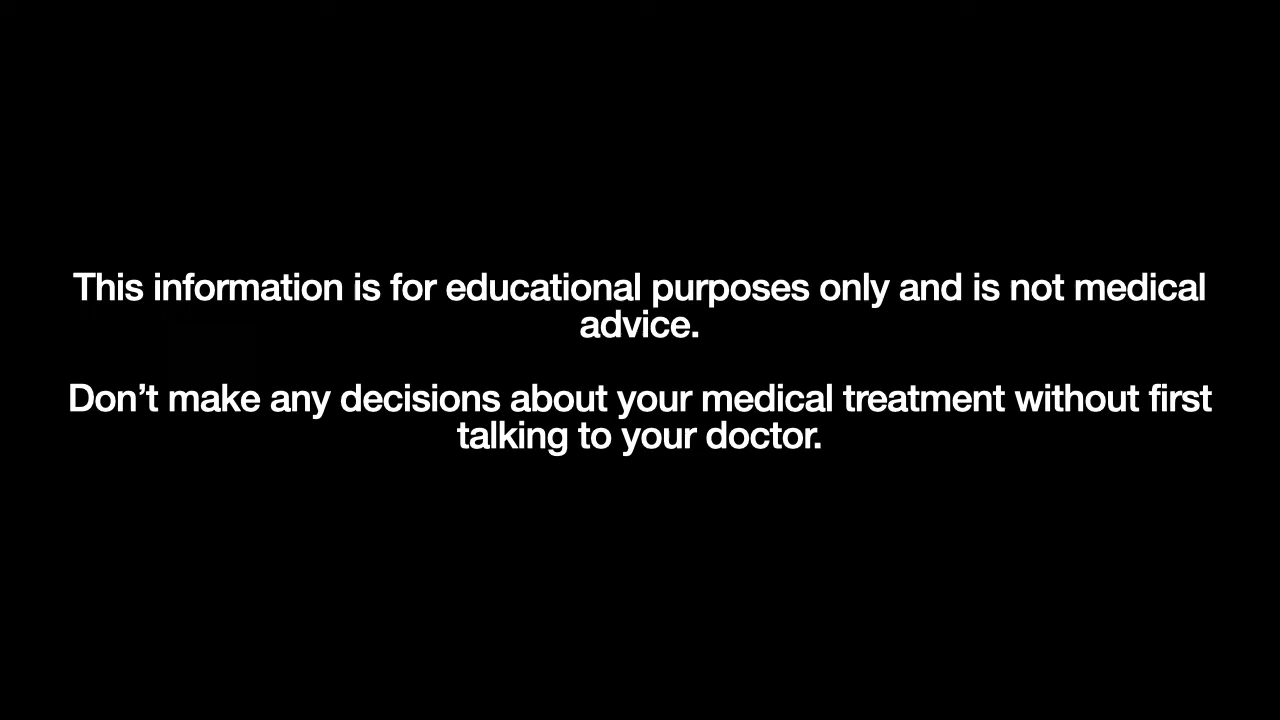 This information is for educational purposes only and is not medical
advice.
Don’t make any decisions about your medical treatment without first
talking to your doctor.